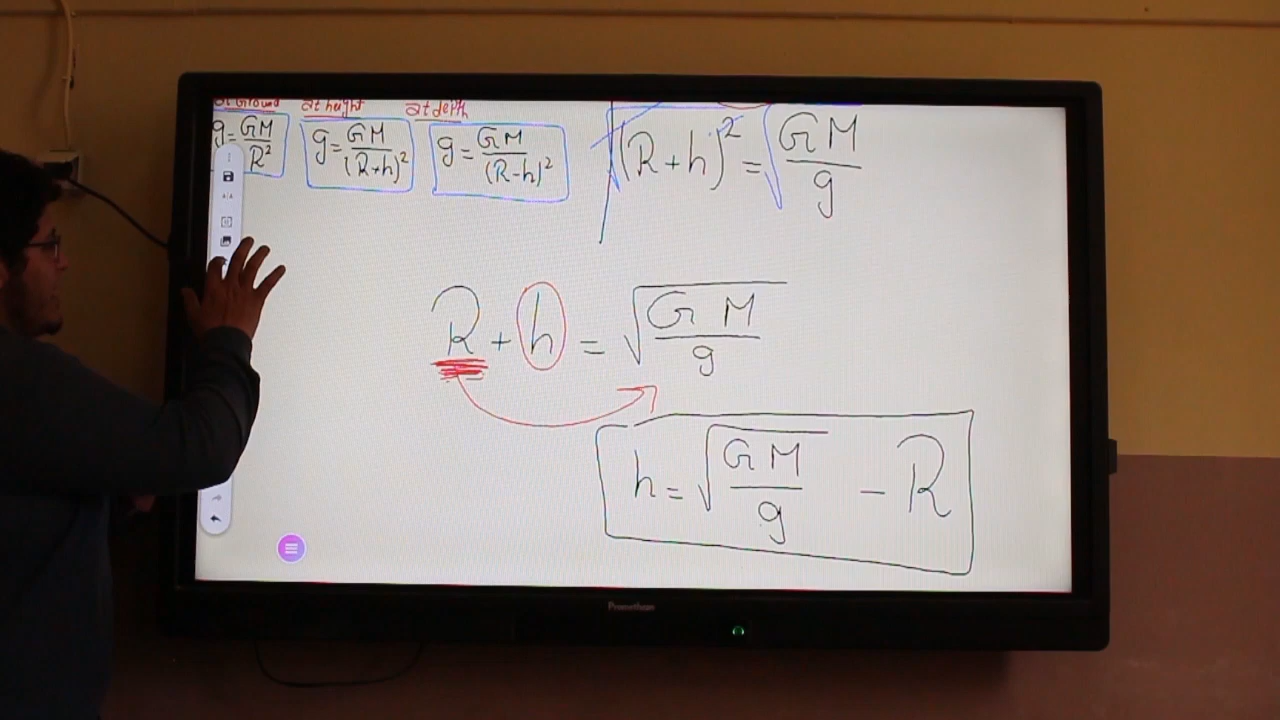 at Ground at height at depth
g = GM/R² g = GM/(R+h)² g = GM/(R-h)²
√(R+h)² = √(GM/g)
R + h = √(GM/g)
h = √(GM/g) - R
Promethean